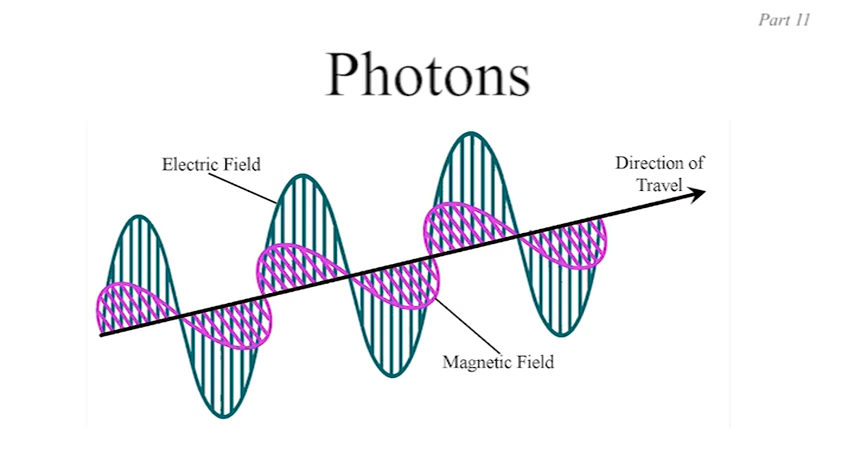 Part 11
Photons
Electric Field
Direction of
Travel
Magnetic Field